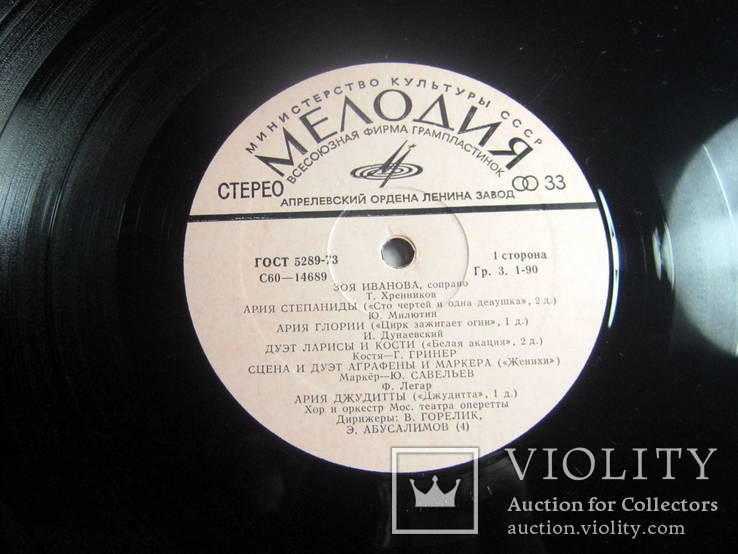 МИНИСТЕРСТВО КУЛЬТУРЫ СССР
МЕЛОДИЯ
ВСЕСОЮЗНАЯ ФИРМА ГРАМПЛАСТИНОК
СТЕРЕО 33
АПРЕЛЕВСКИЙ ОРДЕНА ЛЕНИНА ЗАВОД
ГОСТ 5289-73 1 сторона
С60—14689 Гр. 3. 1-90
ЗОЯ ИВАНОВА, сопрано
Т. Хренников
АРИЯ СТЕПАНИДЫ («Сто чертей и одна девушка», 2 д.)
Ю. Милютин
АРИЯ ГЛОРИИ («Цирк зажигает огни», 1 д.)
И. Дунаевский
ДУЭТ ЛАРИСЫ И КОСТИ («Белая акация», 2 д.)
Костя—Г. ГРИНЕР
СЦЕНА И ДУЭТ АГРАФЕНЫ И МАРКЕРА («Женихи»)
Маркёр—Ю. САВЕЛЬЕВ
Ф. Легар
АРИЯ ДЖУДИТТЫ («Джудитта», 1 д.)
Хор и оркестр Мос. театра оперетты
Дирижеры: В. ГОРЕЛИК,
Э. АБУСАЛИМОВ (4)
VIOLITY
Auction for Collectors
auction.violity.com